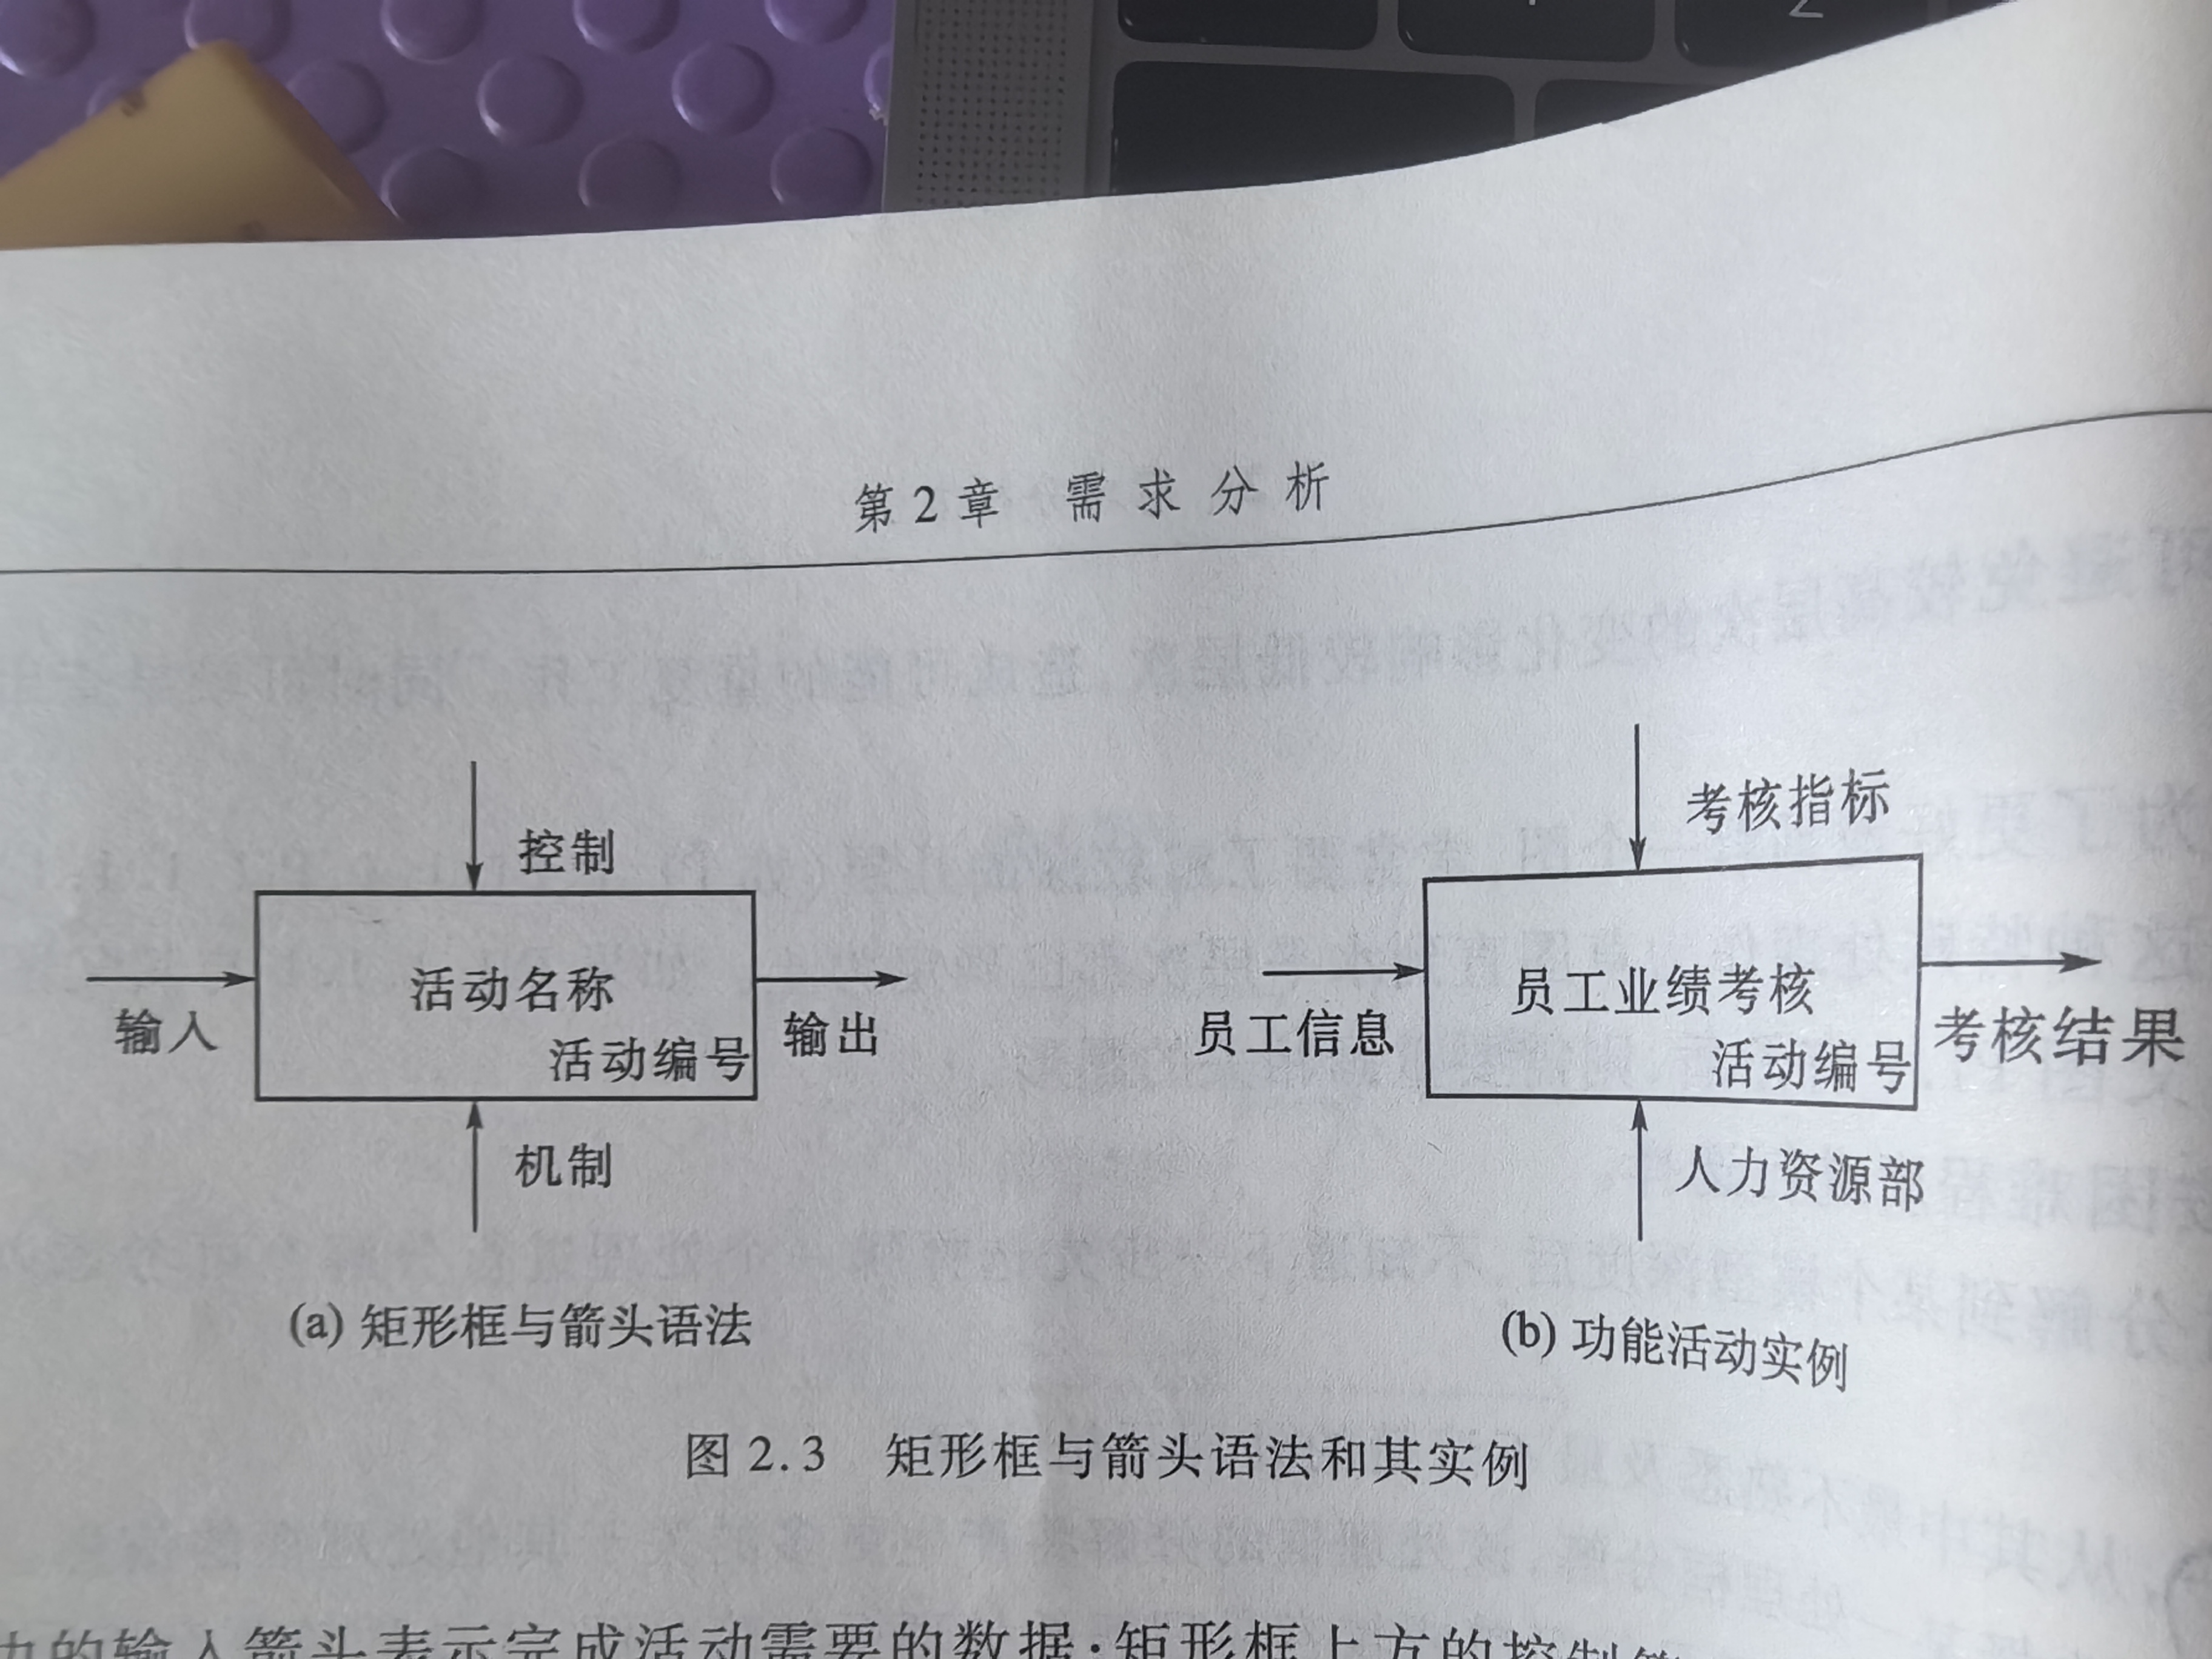 第2章 需求分析
控制
活动名称
输入
活动编号
输出
机制
(a) 矩形框与箭头语法
考核指标
员工业绩考核
员工信息
活动编号
考核结果
人力资源部
(b) 功能活动实例
图 2.3 矩形框与箭头语法和其实例
的输入箭头表示完成活动需要的数据;矩形框上方的控制箭